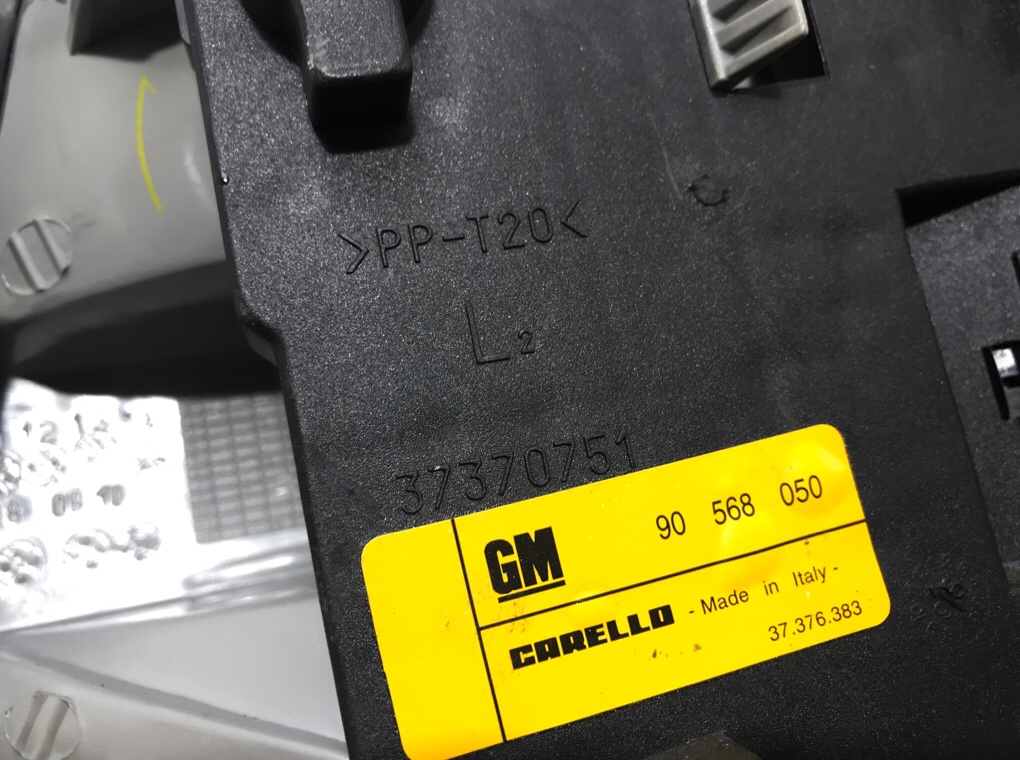 >PP-T20<
L2
37370751
GM 90 568 050
CARELLO - Made in Italy -
37.376.383